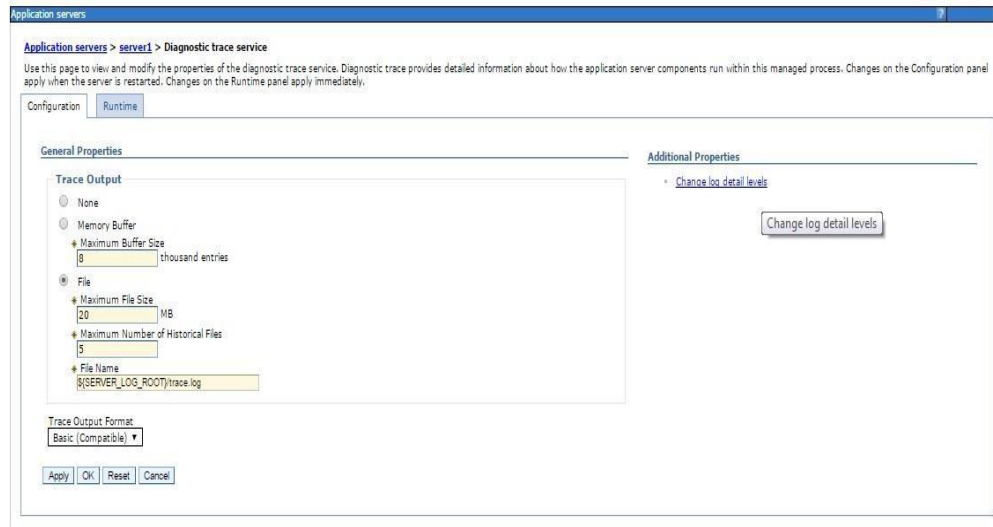 Application servers
?
Application servers > server1 > Diagnostic trace service
Use this page to view and modify the properties of the diagnostic trace service. Diagnostic trace provides detailed information about how the application server components run within this managed process. Changes on the Configuration panel
apply when the server is restarted. Changes on the Runtime panel apply immediately.
Configuration
Runtime
General Properties
Trace Output
None
Memory Buffer
Maximum Buffer Size
8 thousand entries
File
Maximum File Size
20 MB
Maximum Number of Historical Files
5
File Name
${SERVER_LOG_ROOT}/trace.log
Trace Output Format
Basic (Compatible)
Apply OK Reset Cancel
Additional Properties
Change log detail levels
Change log detail levels